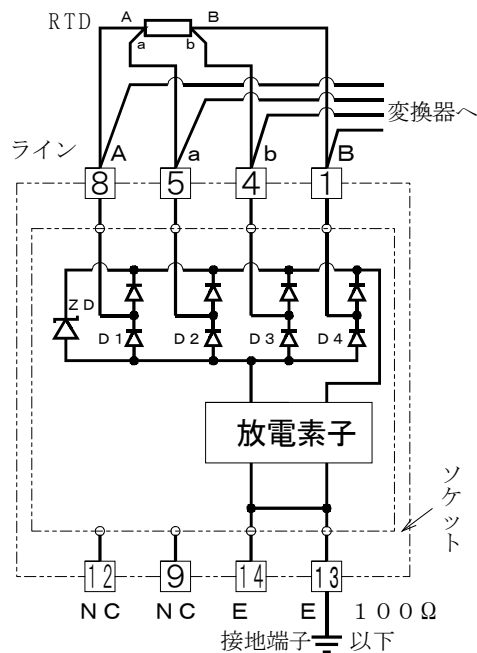 RTD
A
B
a
b
変換器へ
ライン
A
a
b
B
8
5
4
1
ZD
D1
D2
D3
D4
放電素子
ソケット
12
9
14
13
NC
NC
E
E
100Ω
接地端子
以下